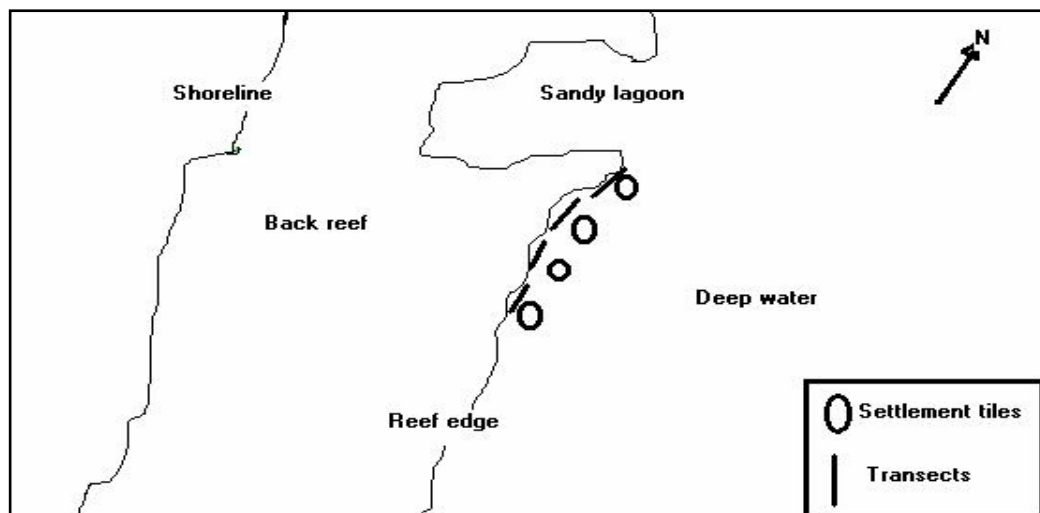 N
Shoreline
Sandy lagoon
Back reef
Deep water
Reef edge
Settlement tiles
Transects